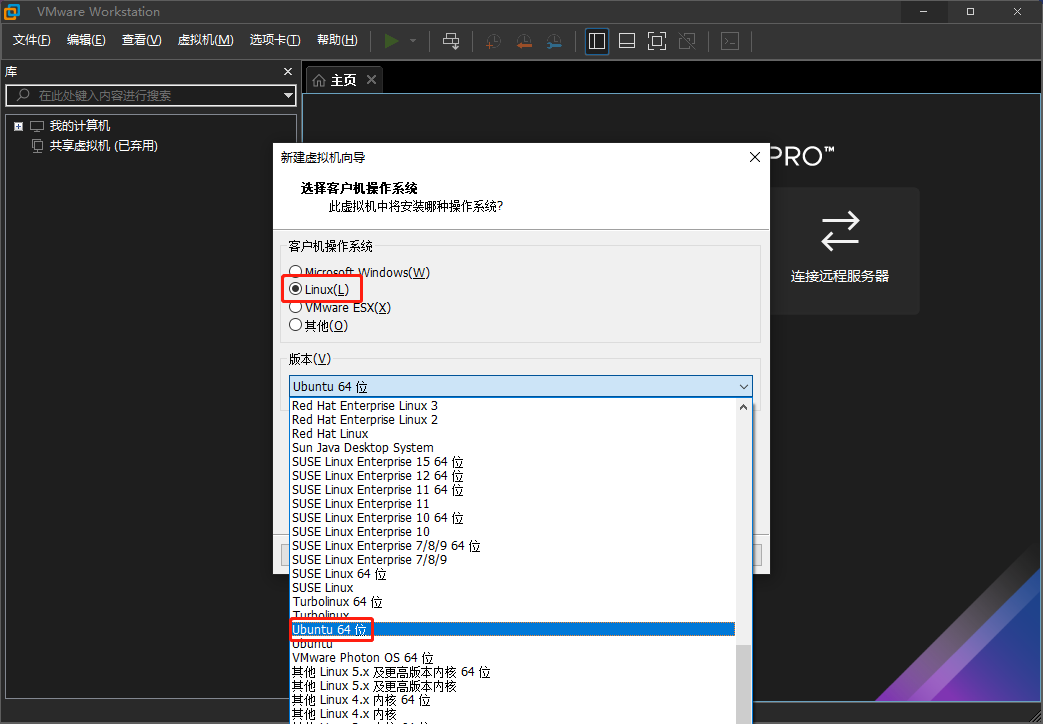 VMware Workstation
文件(F) 编辑(E) 查看(V) 虚拟机(M) 选项卡(T) 帮助(H)
库
主页
在此处键入内容进行搜索
我的计算机
共享虚拟机 (已弃用)
PRO™
连接远程服务器
新建虚拟机向导
选择客户机操作系统
此虚拟机中将安装哪种操作系统?
客户机操作系统
Microsoft Windows(W)
Linux(L)
VMware ESX(X)
其他(O)
版本(V)
Ubuntu 64 位
Red Hat Enterprise Linux 3
Red Hat Enterprise Linux 2
Red Hat Linux
Sun Java Desktop System
SUSE Linux Enterprise 15 64 位
SUSE Linux Enterprise 12 64 位
SUSE Linux Enterprise 11 64 位
SUSE Linux Enterprise 11
SUSE Linux Enterprise 10 64 位
SUSE Linux Enterprise 10
SUSE Linux Enterprise 7/8/9 64 位
SUSE Linux Enterprise 7/8/9
SUSE Linux 64 位
SUSE Linux
Turbolinux 64 位
Turbolinux
Ubuntu 64 位
Ubuntu
VMware Photon OS 64 位
其他 Linux 5.x 及更高版本内核 64 位
其他 Linux 5.x 及更高版本内核
其他 Linux 4.x 内核 64 位
其他 Linux 4.x 内核